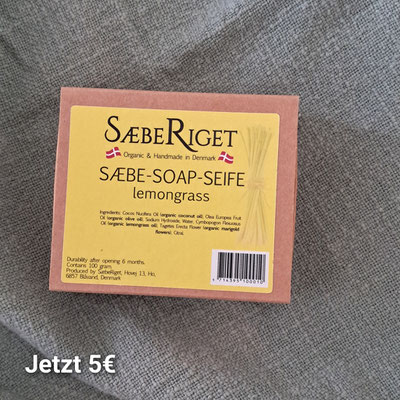 SÆBERIGET
Organic & Handmade in Denmark
SÆBE-SOAP-SEIFE
lemongrass
Ingredients: Cocos Nucifera Oil (organic coconut oil), Olea Europea Fruit
Oil (organic olive oil), Sodium Hydroxide, Water, Cymbopogon Flexuosus
Oil (organic lemongrass oil), Tagetes Erecta Flower (organic marigold
flowers), Citral.
Durability after opening 6 months.
Contains 100 gram.
Produced by SæbeRiget, Hovej 13, Ho,
6857 Blåvand, Denmark
5 714395 100010
Jetzt 5€